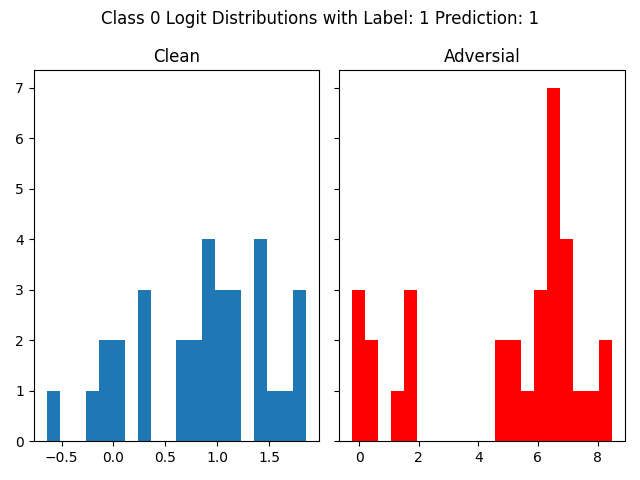 Class 0 Logit Distributions with Label: 1 Prediction: 1
Clean
Adversial
7
6
5
4
3
2
1
0
−0.5 0.0 0.5 1.0 1.5
0 2 4 6 8